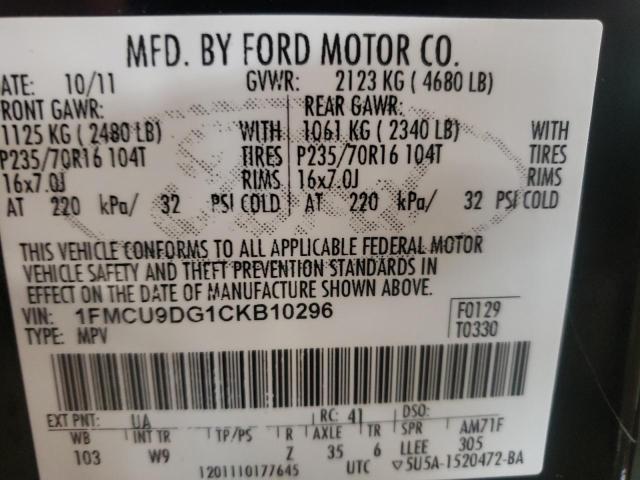 MFD. BY FORD MOTOR CO.
DATE: 10/11 GVWR: 2123 KG ( 4680 LB)
FRONT GAWR: REAR GAWR:
1125 KG ( 2480 LB) WITH 1061 KG ( 2340 LB) WITH
P235/70R16 104T TIRES P235/70R16 104T TIRES
16x7.0J RIMS 16x7.0J RIMS
AT 220 kPa/ 32 PSI COLD AT 220 kPa/ 32 PSI COLD
THIS VEHICLE CONFORMS TO ALL APPLICABLE FEDERAL MOTOR
VEHICLE SAFETY AND THEFT PREVENTION STANDARDS IN
EFFECT ON THE DATE OF MANUFACTURE SHOWN ABOVE.
VIN: 1FMCU9DG1CKB10296 F0129
TYPE: MPV T0330
EXT PNT: UA RC: 41 DSO:
WB INT TR TP/PS R AXLE TR SPR AM71F
103 W9 Z 35 6 LLEE 305
1201110177645 UTC ▽5U5A-1520472-BA